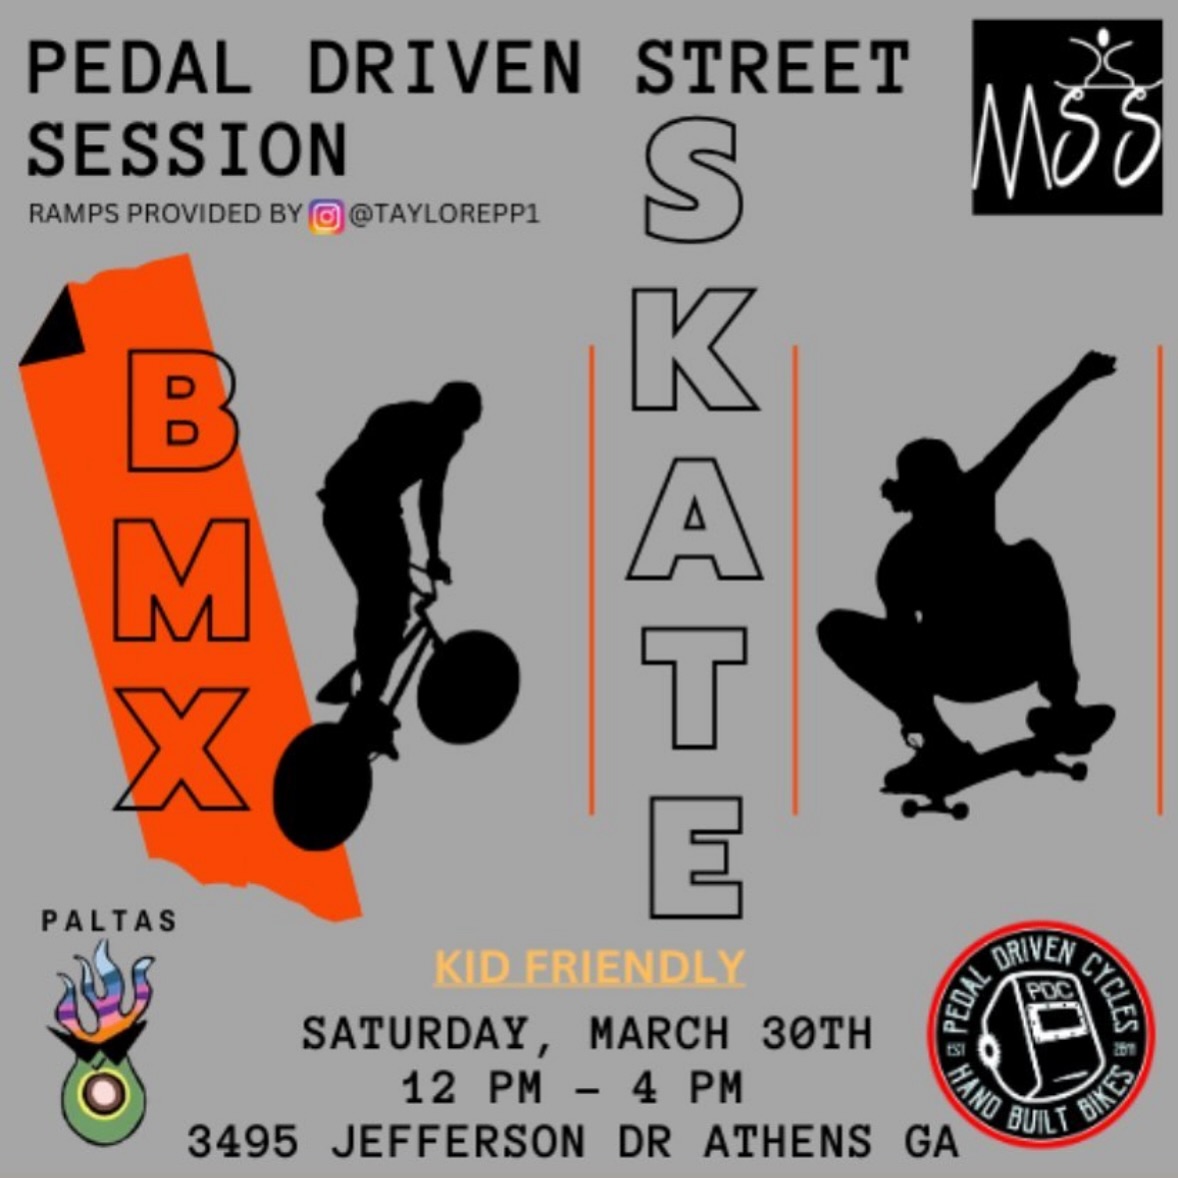 PEDAL DRIVEN STREET
SESSION
RAMPS PROVIDED BY @TAYLOREPP1
MSS
BMX
SKATE
PALTAS
KID FRIENDLY
SATURDAY, MARCH 30TH
12 PM – 4 PM
3495 JEFFERSON DR ATHENS GA
PEDAL DRIVEN CYCLES
PDC
EST 2011
HAND BUILT BIKES